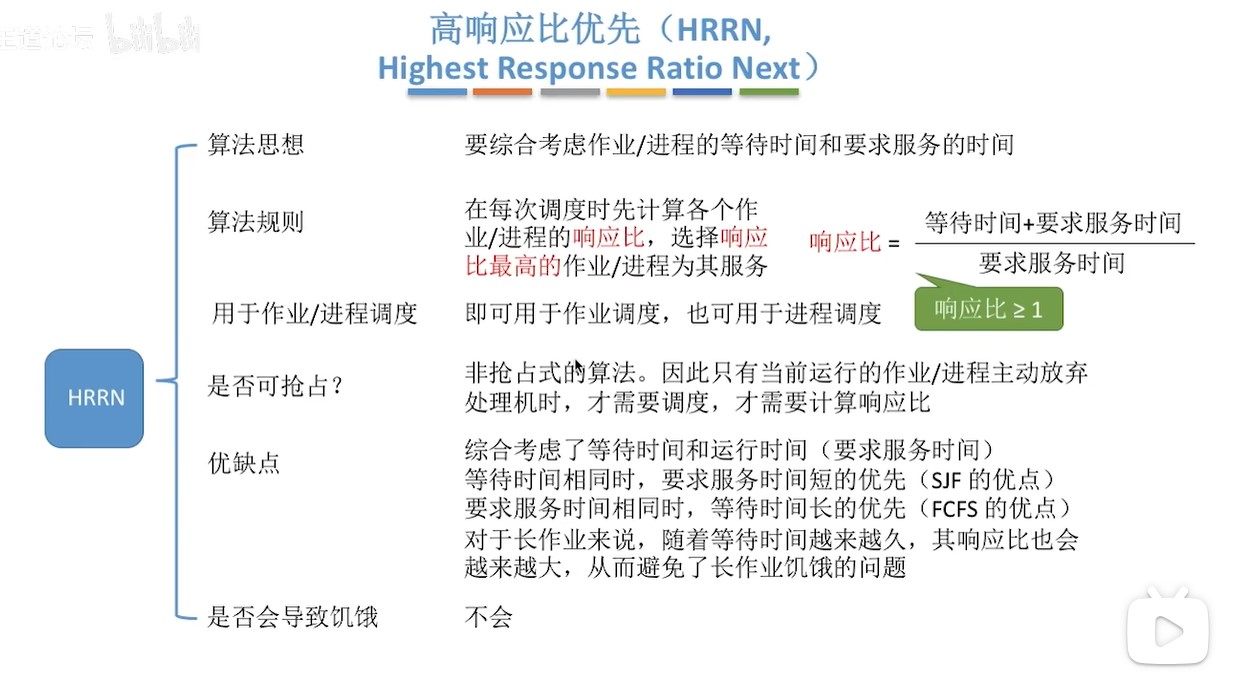 王道论坛 bilibili
高响应比优先（HRRN,
Highest Response Ratio Next）
算法思想
要综合考虑作业/进程的等待时间和要求服务的时间
算法规则
在每次调度时先计算各个作
业/进程的响应比，选择响应
比最高的作业/进程为其服务
响应比 =
等待时间+要求服务时间
要求服务时间
响应比 ≥ 1
用于作业/进程调度
即可用于作业调度，也可用于进程调度
HRRN
是否可抢占？
非抢占式的算法。因此只有当前运行的作业/进程主动放弃
处理机时，才需要调度，才需要计算响应比
优缺点
综合考虑了等待时间和运行时间（要求服务时间）
等待时间相同时，要求服务时间短的优先（SJF 的优点）
要求服务时间相同时，等待时间长的优先（FCFS 的优点）
对于长作业来说，随着等待时间越来越久，其响应比也会
越来越大，从而避免了长作业饥饿的问题
是否会导致饥饿
不会